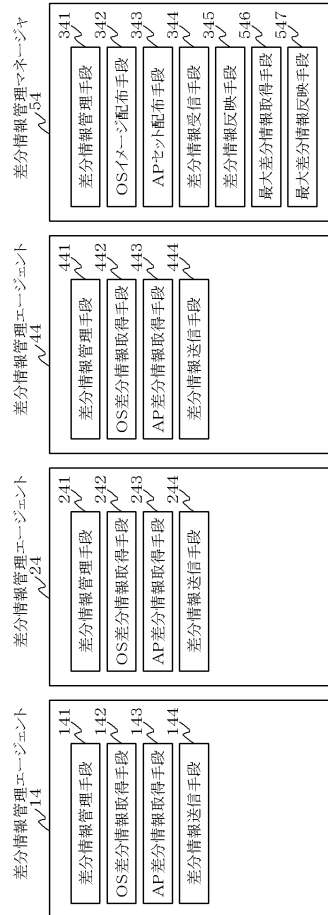 差分情報管理エージェント
14
差分情報管理手段
141
OS差分情報取得手段
142
AP差分情報取得手段
143
差分情報送信手段
144
差分情報管理エージェント
24
差分情報管理手段
241
OS差分情報取得手段
242
AP差分情報取得手段
243
差分情報送信手段
244
差分情報管理エージェント
44
差分情報管理手段
441
OS差分情報取得手段
442
AP差分情報取得手段
443
差分情報送信手段
444
差分情報管理マネージャ
54
差分情報管理手段
341
OSイメージ配布手段
342
APセット配布手段
343
差分情報受信手段
344
差分情報反映手段
345
最大差分情報取得手段
546
最大差分情報反映手段
547